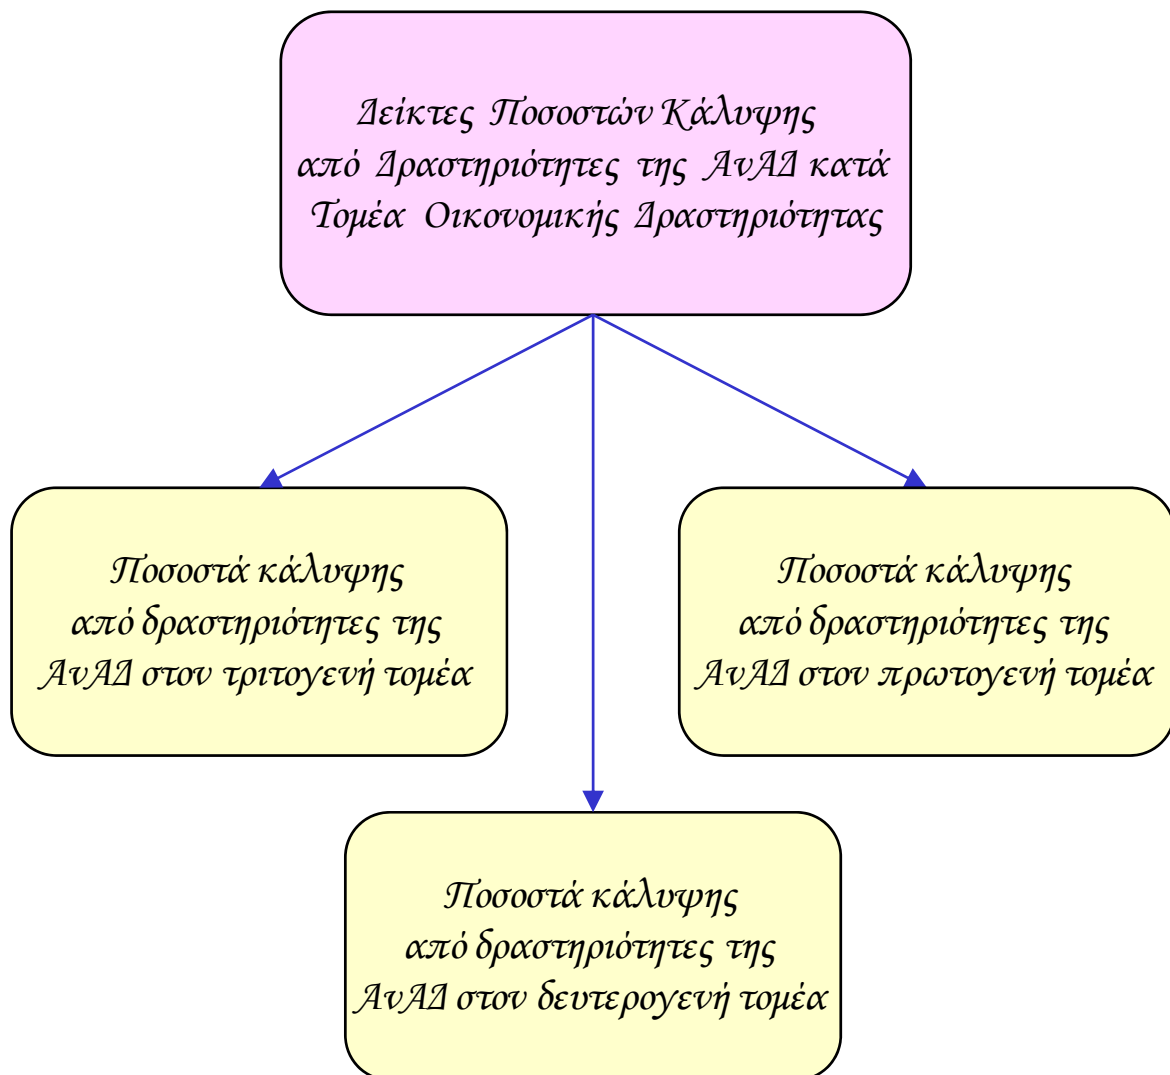 Δείκτες Ποσοστών Κάλυψης
από Δραστηριότητες της ΑνΑΔ κατά
Τομέα Οικονομικής Δραστηριότητας
Ποσοστά κάλυψης
από δραστηριότητες της
ΑνΑΔ στον τριτογενή τομέα
Ποσοστά κάλυψης
από δραστηριότητες της
ΑνΑΔ στον πρωτογενή τομέα
Ποσοστά κάλυψης
από δραστηριότητες της
ΑνΑΔ στον δευτερογενή τομέα